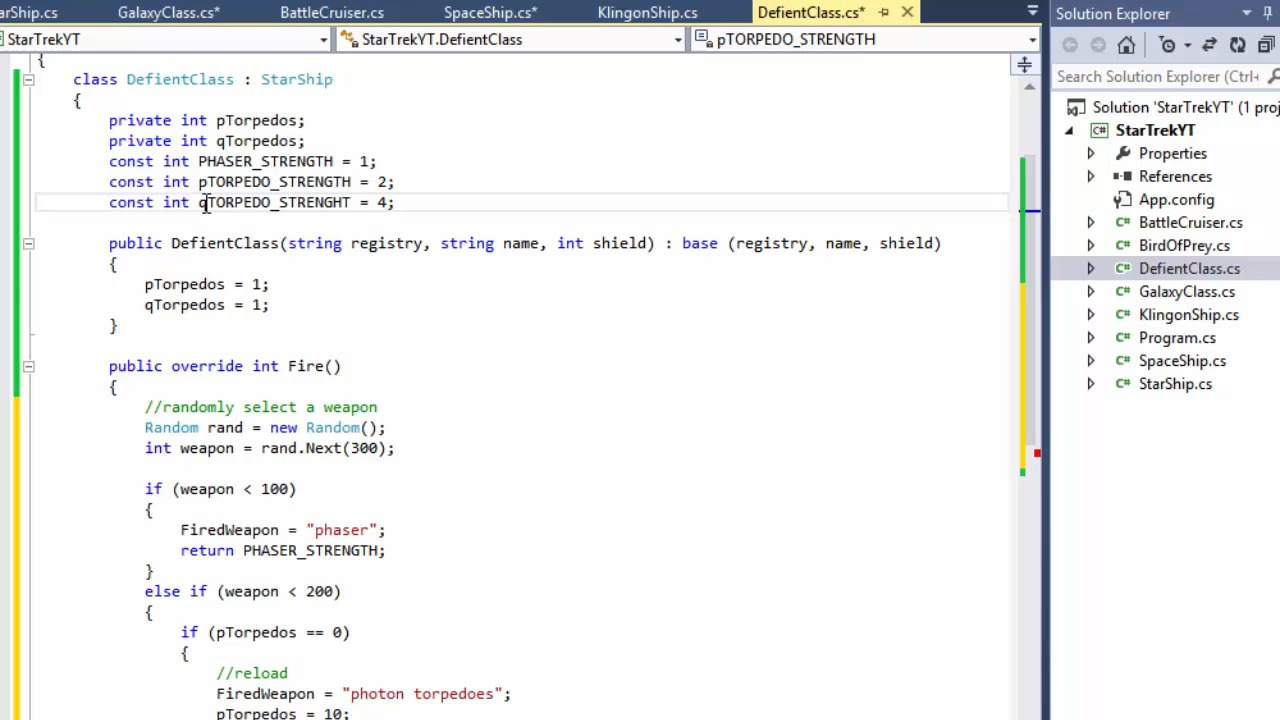 rShip.cs GalaxyClass.cs* BattleCruiser.cs SpaceShip.cs* KlingonShip.cs DefientClass.cs*
StarTrekYT StarTrekYT.DefientClass pTORPEDO_STRENGTH
{
class DefientClass : StarShip
{
private int pTorpedos;
private int qTorpedos;
const int PHASER_STRENGTH = 1;
const int pTORPEDO_STRENGTH = 2;
const int qTORPEDO_STRENGHT = 4;
public DefientClass(string registry, string name, int shield) : base (registry, name, shield)
{
pTorpedos = 1;
qTorpedos = 1;
}
public override int Fire()
{
//randomly select a weapon
Random rand = new Random();
int weapon = rand.Next(300);
if (weapon < 100)
{
FiredWeapon = "phaser";
return PHASER_STRENGTH;
}
else if (weapon < 200)
{
if (pTorpedos == 0)
{
//reload
FiredWeapon = "photon torpedoes";
pTorpedos = 10;
Solution Explorer
Search Solution Explorer (Ctrl+
Solution 'StarTrekYT' (1 proj
StarTrekYT
Properties
References
App.config
BattleCruiser.cs
BirdOfPrey.cs
DefientClass.cs
GalaxyClass.cs
KlingonShip.cs
Program.cs
SpaceShip.cs
StarShip.cs